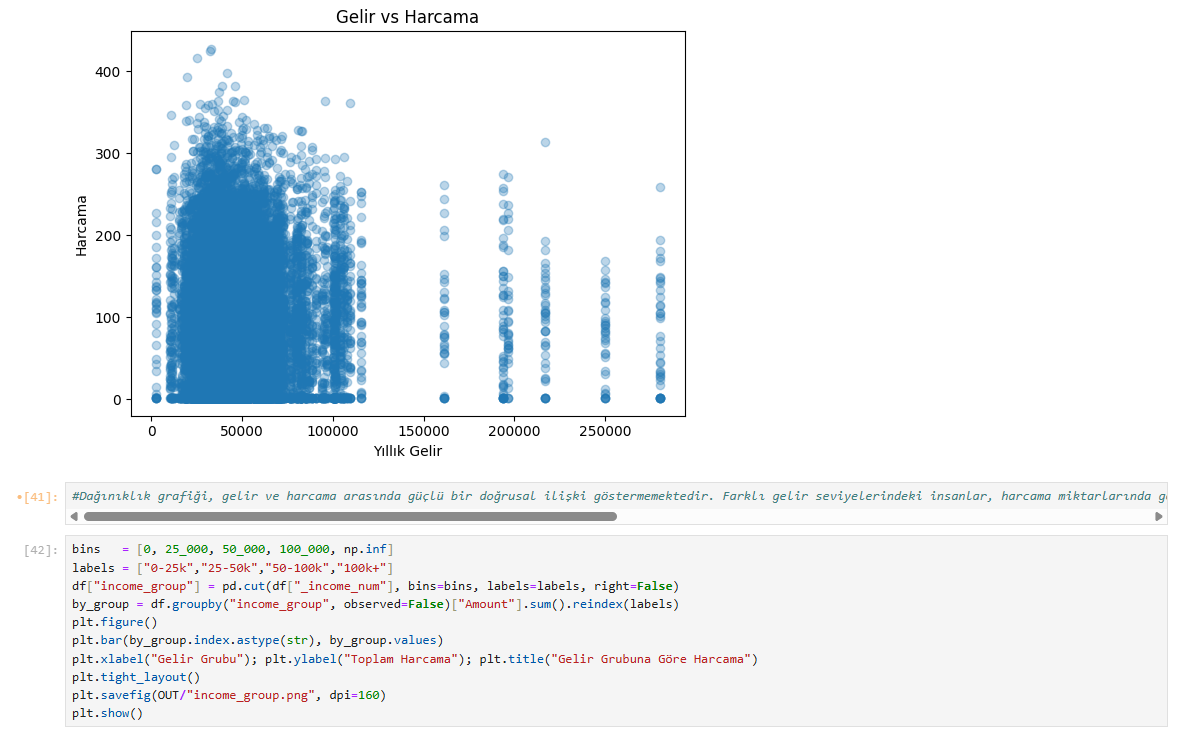 Gelir vs Harcama
400
300
200
100
0
Harcama
0 50000 100000 150000 200000 250000
Yıllık Gelir
[41]: #Dağınıklık grafiği, gelir ve harcama arasında güçlü bir doğrusal ilişki göstermemektedir. Farklı gelir seviyelerindeki insanlar, harcama miktarlarında
[42]: bins   = [0, 25_000, 50_000, 100_000, np.inf]
labels = ["0-25k","25-50k","50-100k","100k+"]
df["income_group"] = pd.cut(df["_income_num"], bins=bins, labels=labels, right=False)
by_group = df.groupby("income_group", observed=False)["Amount"].sum().reindex(labels)
plt.figure()
plt.bar(by_group.index.astype(str), by_group.values)
plt.xlabel("Gelir Grubu"); plt.ylabel("Toplam Harcama"); plt.title("Gelir Grubuna Göre Harcama")
plt.tight_layout()
plt.savefig(OUT/"income_group.png", dpi=160)
plt.show()